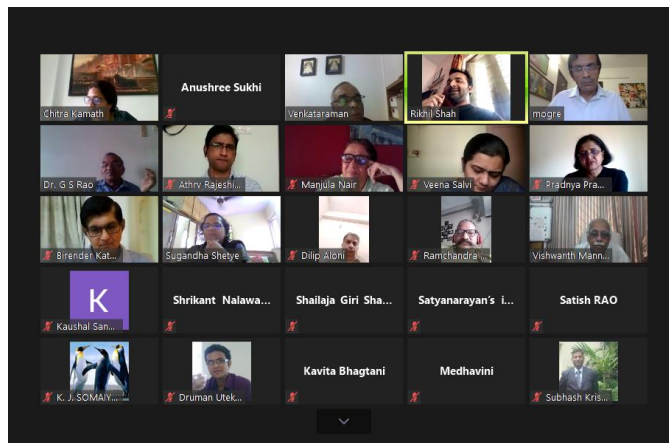 Chitra Kamath
Anushree Sukhi
Venkataraman
Rikhil Shah
mogre
Dr. G S Rao
Athrv Rajeshi...
Manjula Nair
Veena Salvi
Pradnya Pra...
Birender Kat...
Sugandha Shetye
Dilip Aloni
Ramchandra ...
Vishwanth Mann...
K
Kaushal San...
Shrikant Nalawa...
Shailaja Giri Sha...
Satyanarayan's i...
Satish RAO
K. J. SOMAIY...
Druman Utek...
Kavita Bhagtani
Medhavini
Subhash Kris...